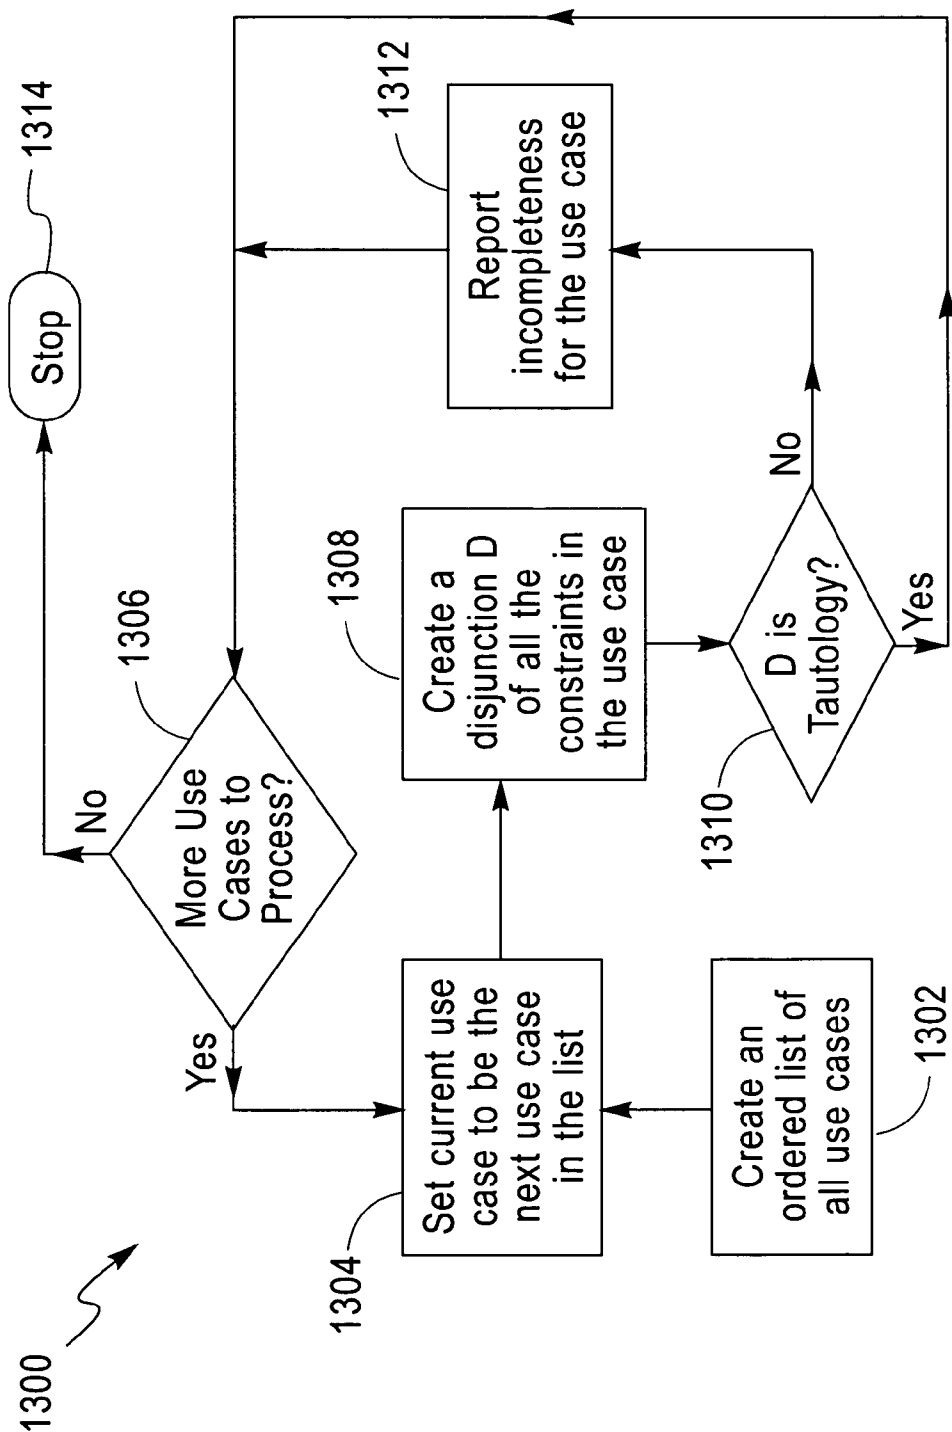 1300
1302
Create an
ordered list of
all use cases
1304
Set current use
case to be the
next use case
in the list
Yes
1306
More Use
Cases to
Process?
No
Stop
1314
1308
Create a
disjunction D
of all the
constraints in
the use case
1310
D is
Tautology?
Yes
No
1312
Report
incompleteness
for the use case